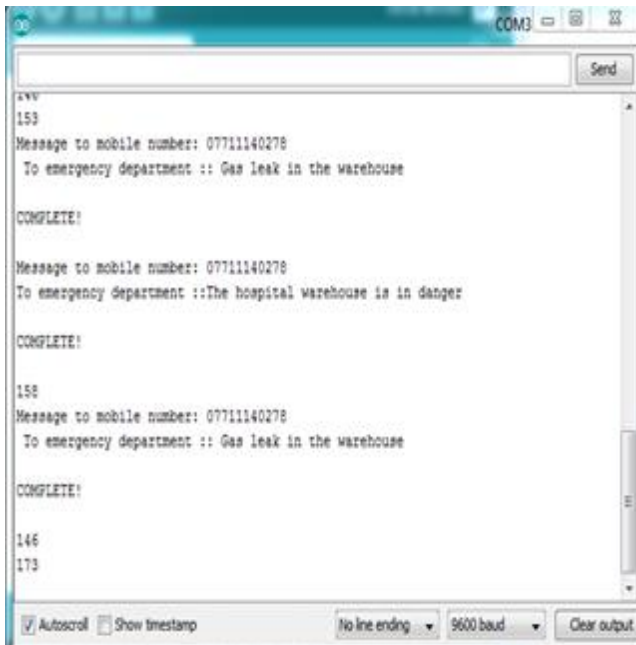 COM3
Send
153
Message to mobile number: 07711140278
To emergency department :: Gas leak in the warehouse
COMPLETE!
Message to mobile number: 07711140278
To emergency department ::The hospital warehouse is in danger
COMPLETE!
158
Message to mobile number: 07711140278
To emergency department :: Gas leak in the warehouse
COMPLETE!
146
173
Autoscroll Show timestamp No line ending 9600 baud Clear output